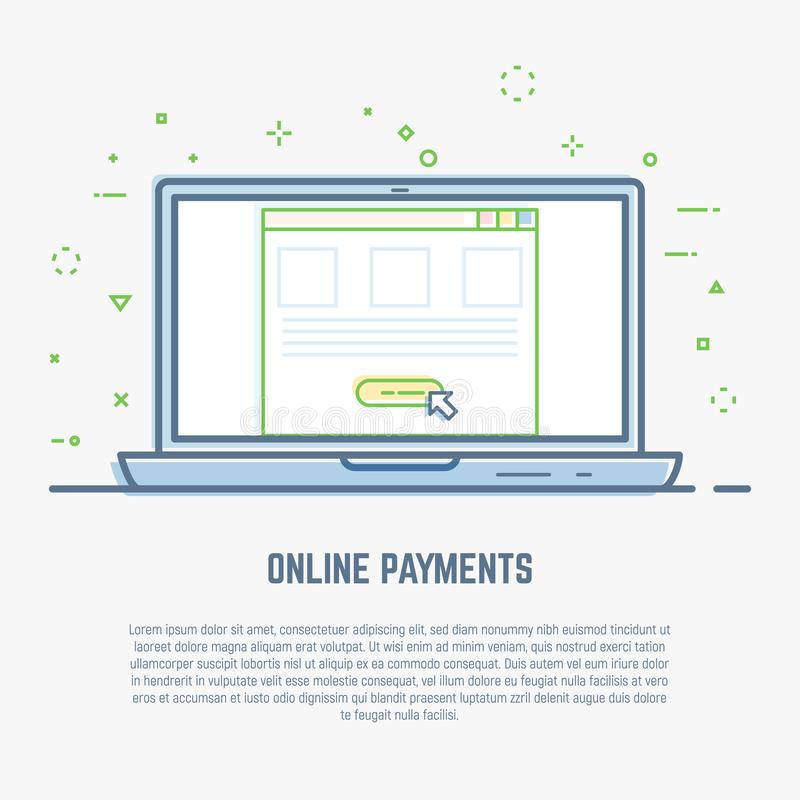 dreamstime.com
ONLINE PAYMENTS
Lorem ipsum dolor sit amet, consectetuer adipiscing elit, sed diam nonummy nibh euismod tincidunt
ut laoreet dolore magna aliquam erat volutpat. Ut wisi enim ad minim veniam, quis nostrud exerci
tation ullamcorper suscipit lobortis nisl ut aliquip ex ea commodo consequat. Duis autem vel eum dolor
in hendrerit in vulputate velit esse molestie consequat, vel illum dolore eu feugiat nulla facilisis at vero
eros et accumsan et iusto odio dignissim qui blandit praesent luptatum zzril delenit augue duis dolore
te feugait nulla facilisi.